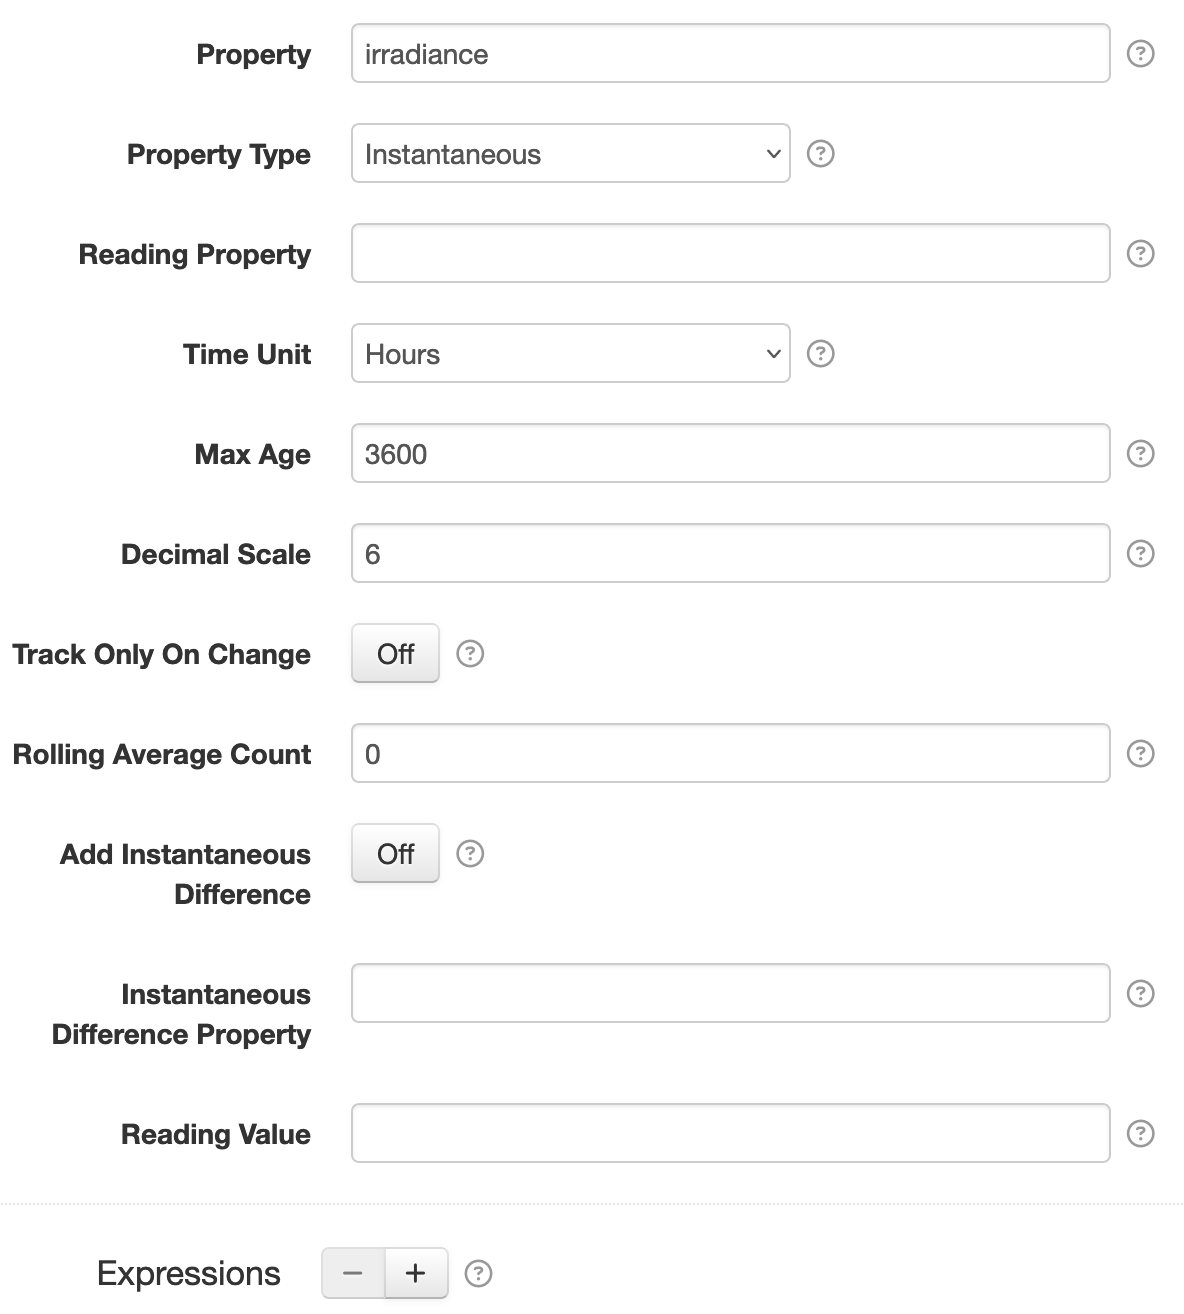 Property irradiance ?
Property Type Instantaneous ?
Reading Property ?
Time Unit Hours ?
Max Age 3600 ?
Decimal Scale 6 ?
Track Only On Change Off ?
Rolling Average Count 0 ?
Add Instantaneous Off ?
Difference
Instantaneous ?
Difference Property
Reading Value ?
Expressions − + ?